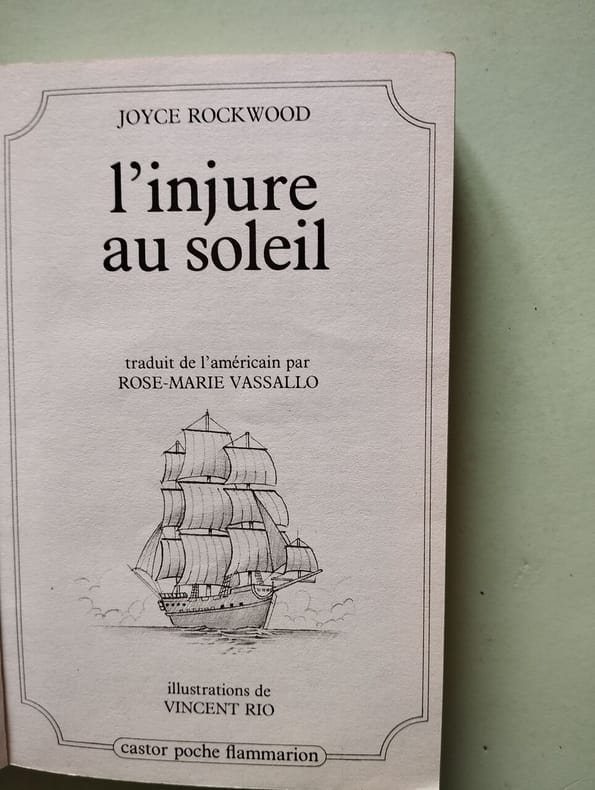 JOYCE ROCKWOOD
l'injure
au soleil
traduit de l'américain par
ROSE-MARIE VASSALLO
illustrations de
VINCENT RIO
castor poche flammarion